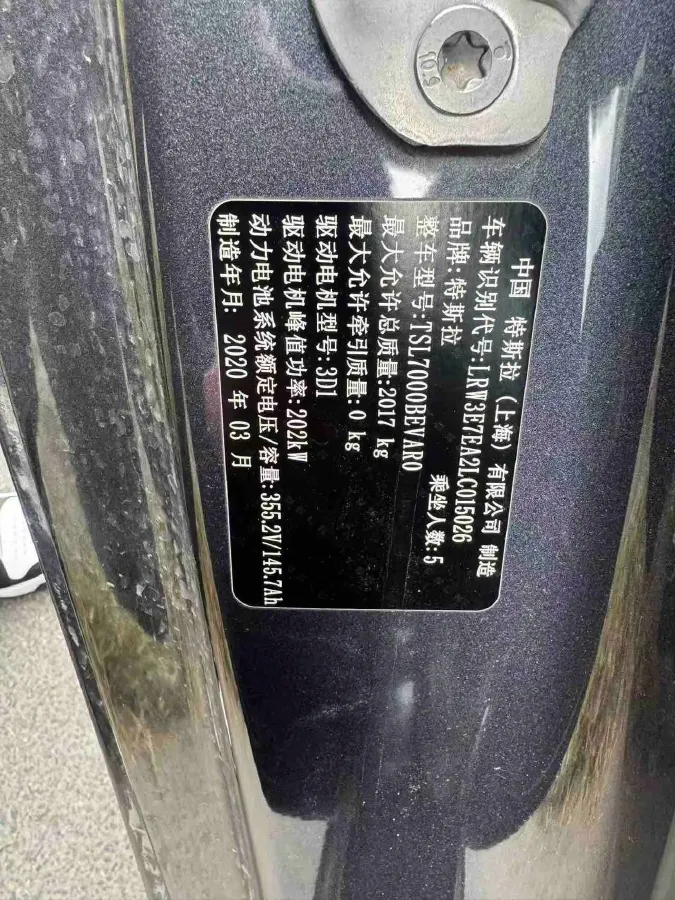 中国 特斯拉 (上海) 有限公司 制造
车辆识别代号:LRW3E7EA2LC015026
品牌:特斯拉 乘坐人数:5
整车型号:TSL7000BEVAR0
最大允许总质量:2017 kg
最大允许牵引质量:0 kg
驱动电机型号:3D1
驱动电机峰值功率:202kW
动力电池系统额定电压/容量:355.2V/145.7Ah
制造年月: 2020 年 03 月
10.9